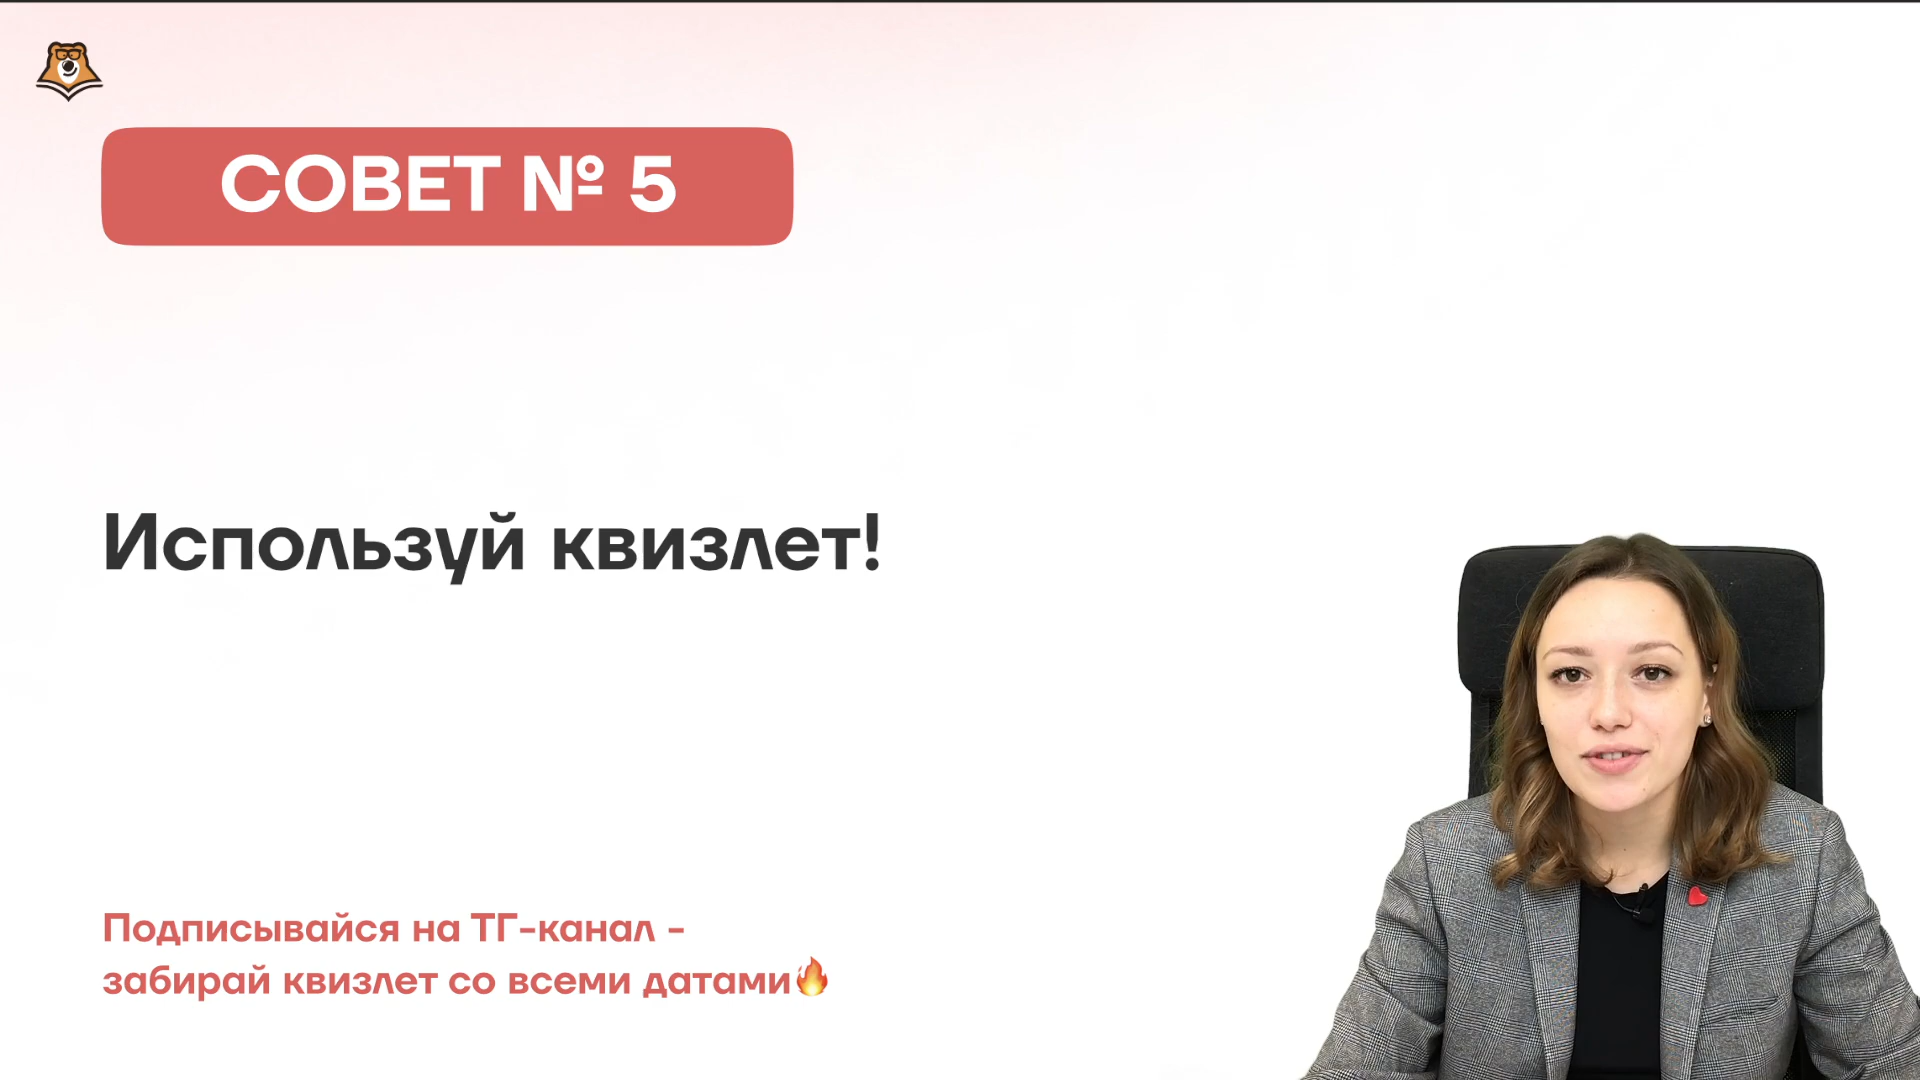 СОВЕТ № 5
Используй квизлет!
Подписывайся на ТГ-канал -
забирай квизлет со всеми датами🔥